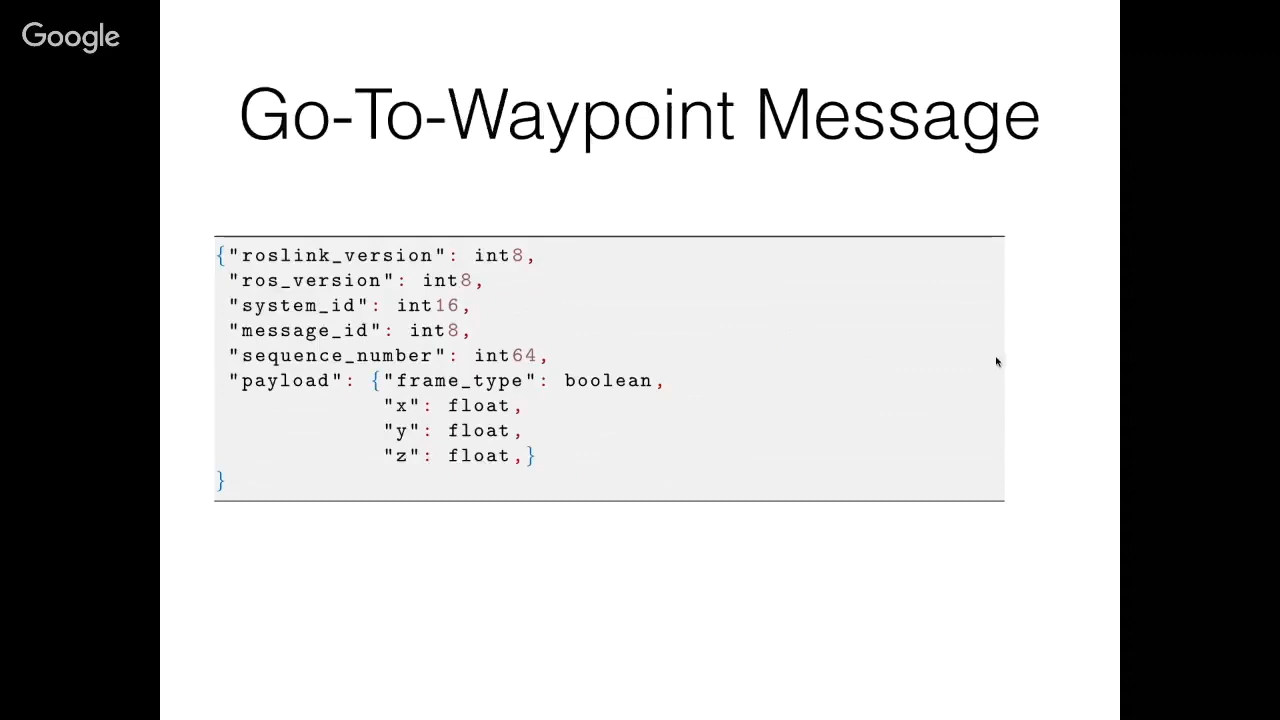 Google
Go-To-Waypoint Message
{"roslink_version": int8,
"ros_version": int8,
"system_id": int16,
"message_id": int8,
"sequence_number": int64,
"payload": {"frame_type": boolean,
"x": float,
"y": float,
"z": float,}
}